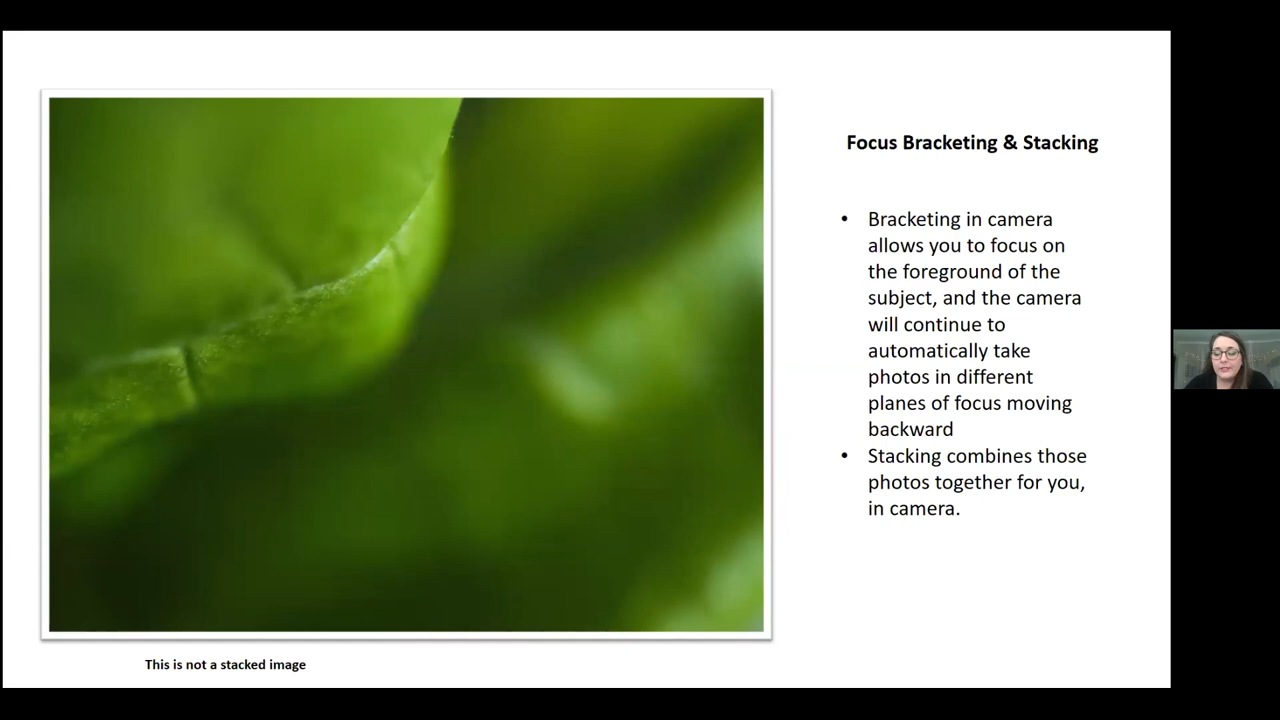 Focus Bracketing & Stacking
• Bracketing in camera
allows you to focus on
the foreground of the
subject, and the camera
will continue to
automatically take
photos in different
planes of focus moving
backward
• Stacking combines those
photos together for you,
in camera.
This is not a stacked image